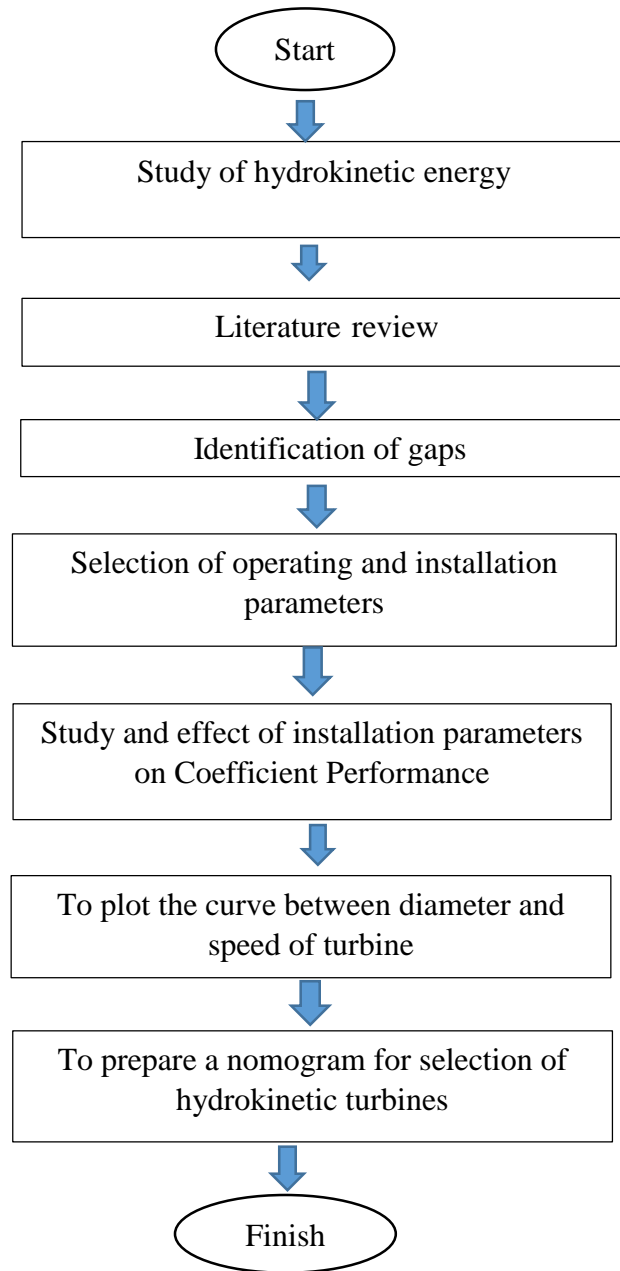 Start
Study of hydrokinetic energy
Literature review
Identification of gaps
Selection of operating and installation
parameters
Study and effect of installation parameters
on Coefficient Performance
To plot the curve between diameter and
speed of turbine
To prepare a nomogram for selection of
hydrokinetic turbines
Finish